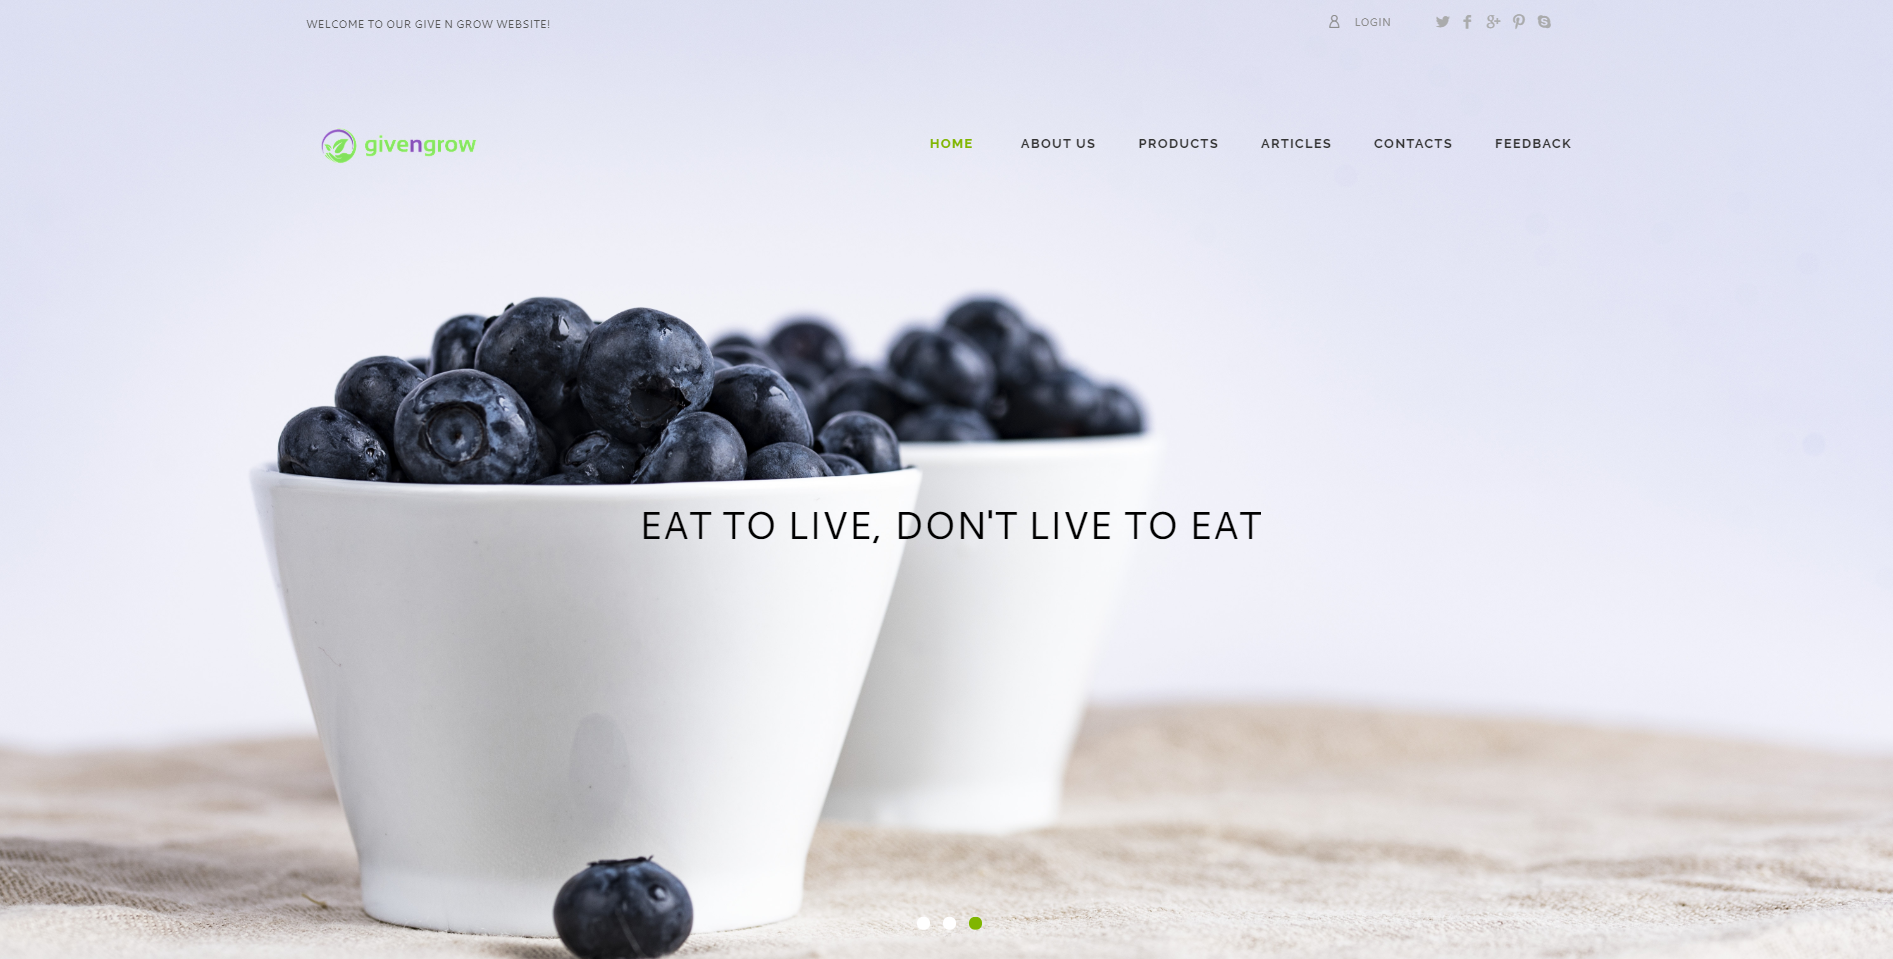 WELCOME TO OUR GIVE N GROW WEBSITE!
LOGIN
givengrow
HOME
ABOUT US
PRODUCTS
ARTICLES
CONTACTS
FEEDBACK
EAT TO LIVE, DON'T LIVE TO EAT